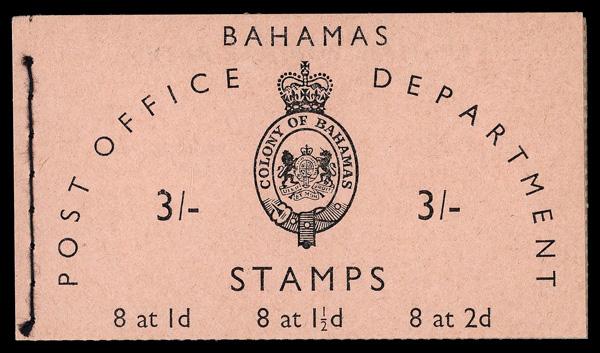 BAHAMAS
POST OFFICE DEPARTMENT
COLONY OF BAHAMAS
3/- 3/-
STAMPS
8 at 1d 8 at 1½d 8 at 2d